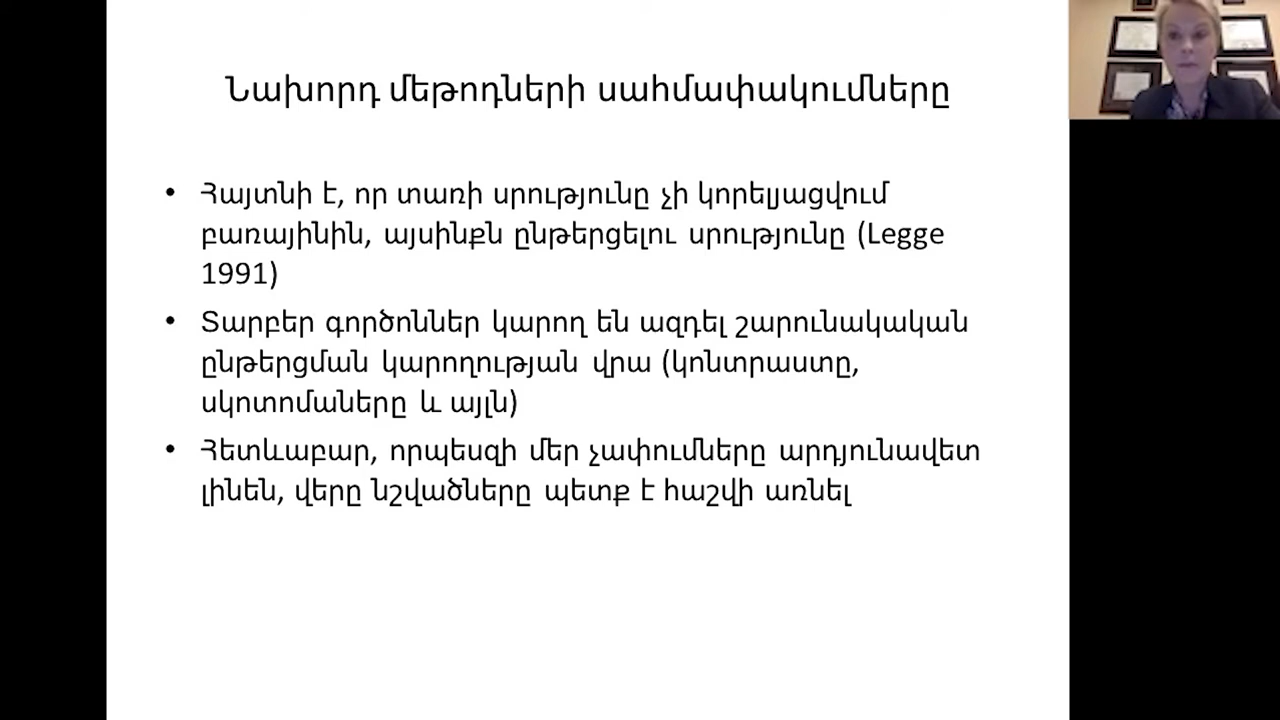 Նախորդ մեթոդների սահմափակումները
• Հայտնի է, որ տառի սրությունը չի կորելյացվում
բառայինին, այսինքն ընթերցելու սրությունը (Legge
1991)
• Տարբեր գործոններ կարող են ազդել շարունակական
ընթերցման կարողության վրա (կոնտրաստը,
սկոտոմաները և այլն)
• Հետևաբար, որպեսզի մեր չափումները արդյունավետ
լինեն, վերը նշվածները պետք է հաշվի առնել